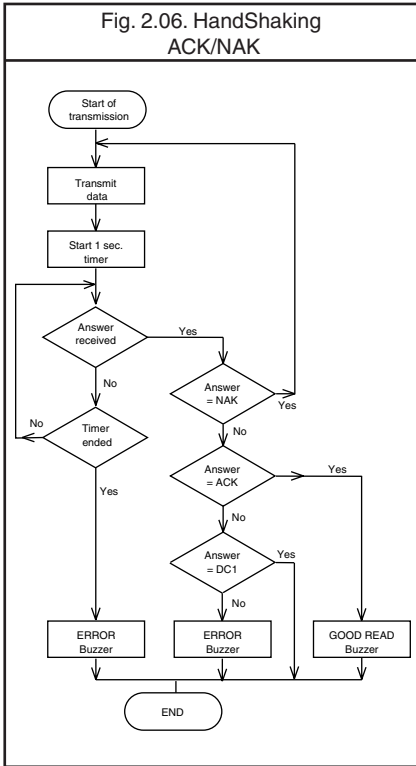 Fig. 2.06. HandShaking
ACK/NAK
Start of
transmission
Transmit
data
Start 1 sec.
timer
Answer
received
Yes
No
Answer
= NAK
Yes
No
Timer
ended
No
Yes
Answer
= ACK
Yes
No
Answer
= DC1
Yes
No
ERROR
Buzzer
ERROR
Buzzer
GOOD READ
Buzzer
END